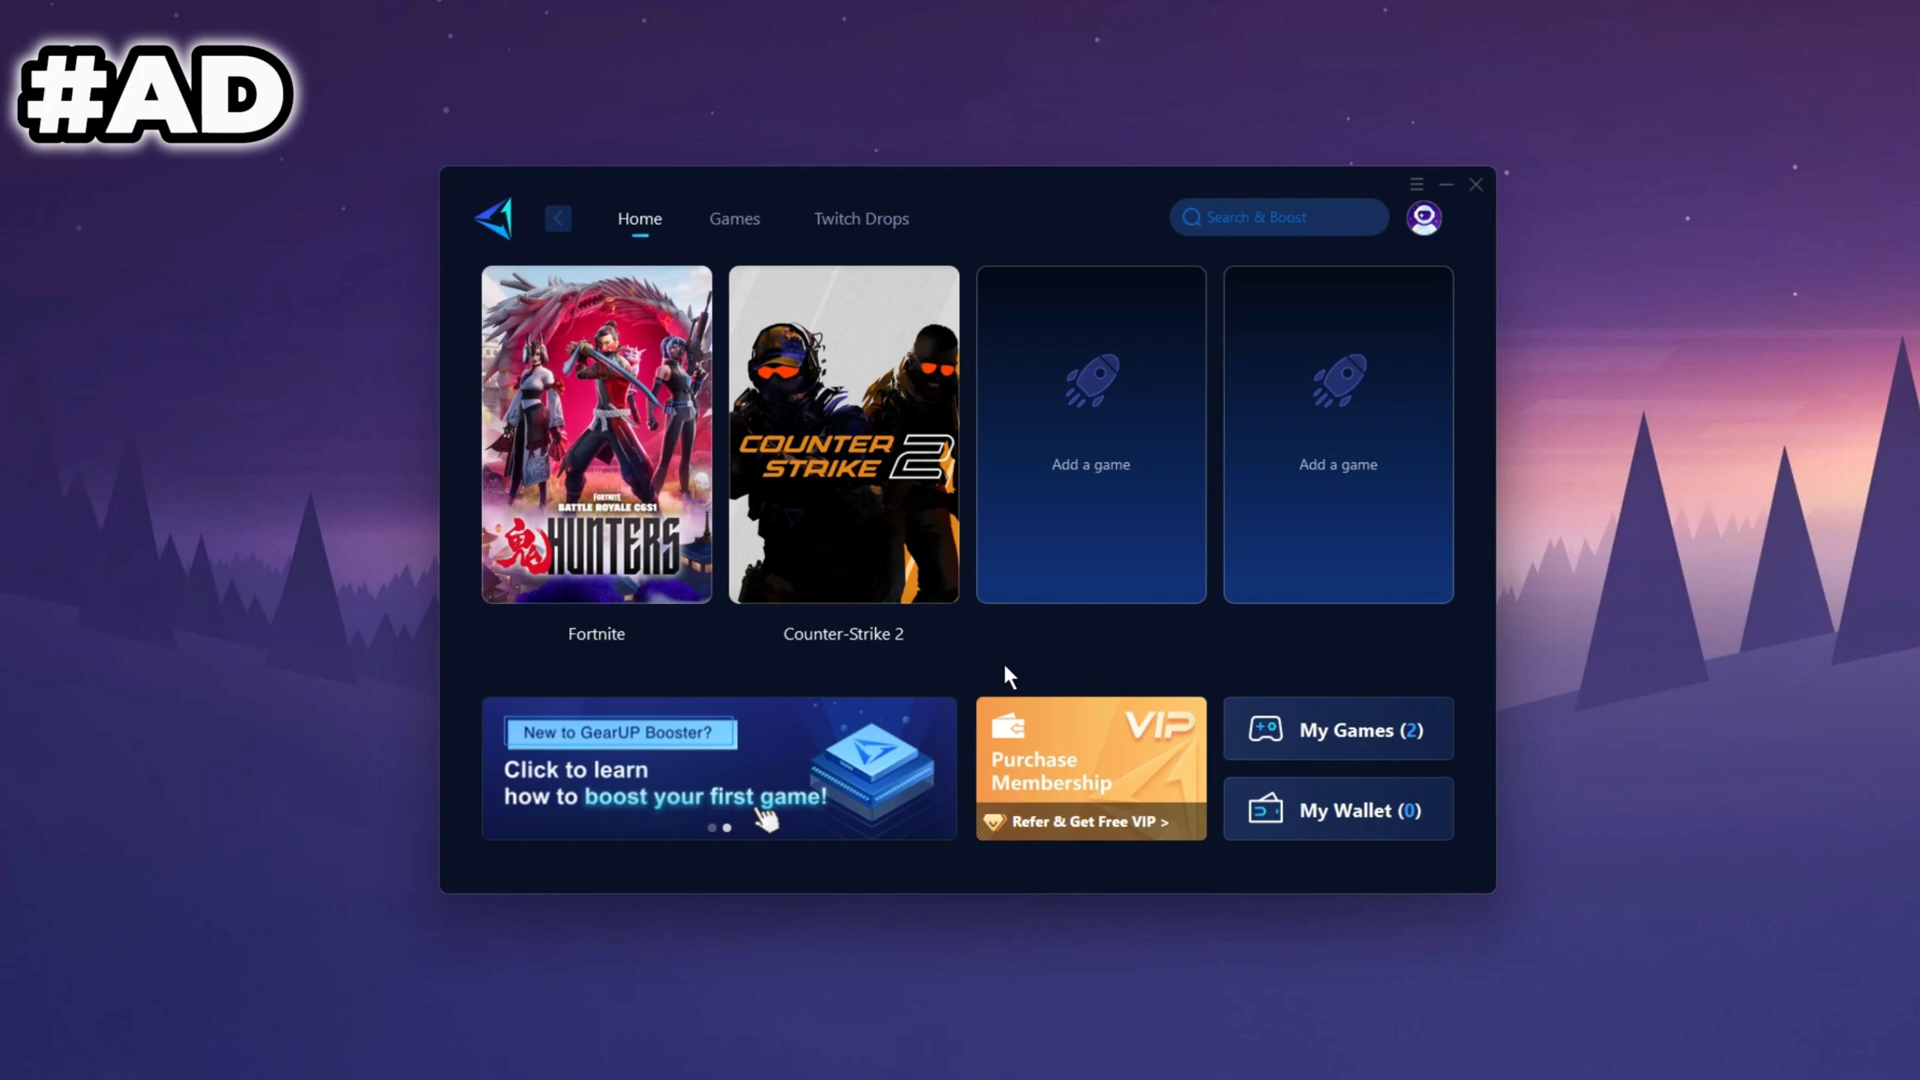 #AD
Home
Games
Twitch Drops
Search & Boost
FORTNITE
BATTLE ROYALE C6S1
鬼 HUNTERS
COUNTER
STRIKE 2
Add a game
Add a game
Fortnite
Counter-Strike 2
New to GearUP Booster?
Click to learn
how to boost your first game!
VIP
Purchase
Membership
Refer & Get Free VIP >
My Games (2)
My Wallet (0)